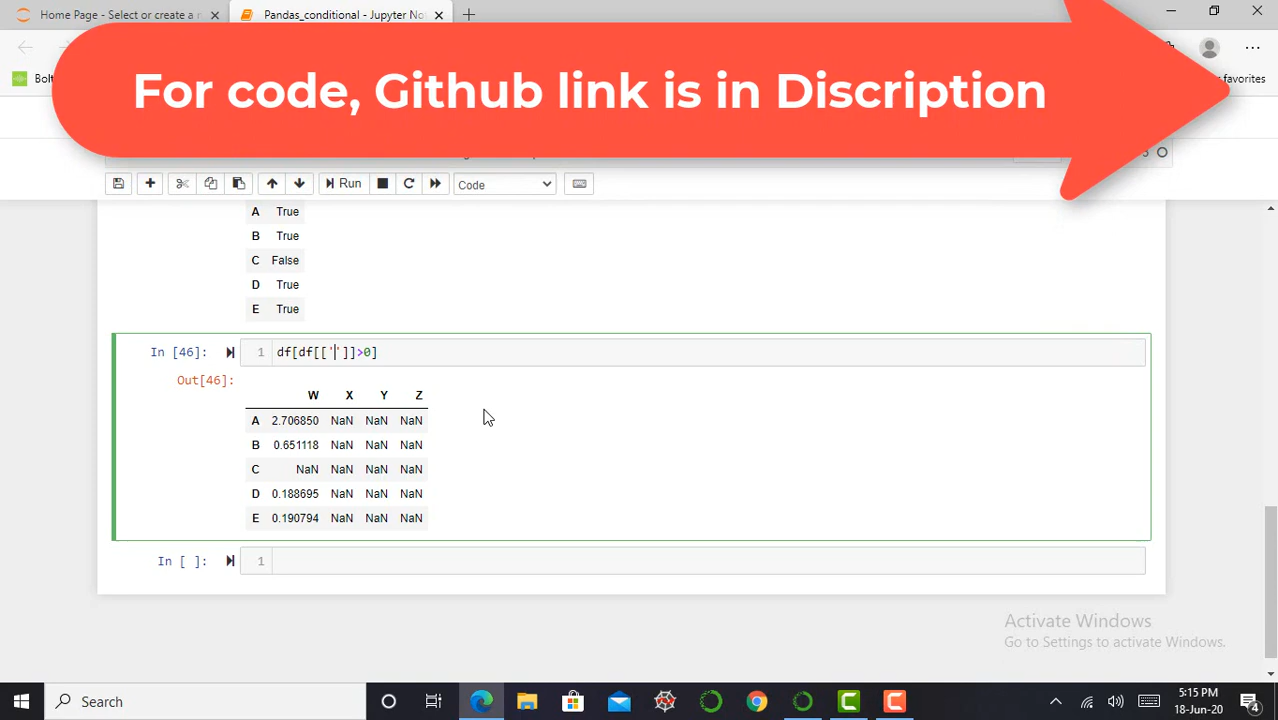 Home Page - Select or create a n
Pandas_conditional - Jupyter Not
For code, Github link is in Discription
Bolt
favorites
Run
Code
A True
B True
C False
D True
E True
In [46]:
1 df[df[['']]>0]
Out[46]:
W X Y Z
A 2.706850 NaN NaN NaN
B 0.651118 NaN NaN NaN
C NaN NaN NaN NaN
D 0.188695 NaN NaN NaN
E 0.190794 NaN NaN NaN
In [ ]:
1
Activate Windows
Go to Settings to activate Windows.
Search
5:15 PM
18-Jun-20
4